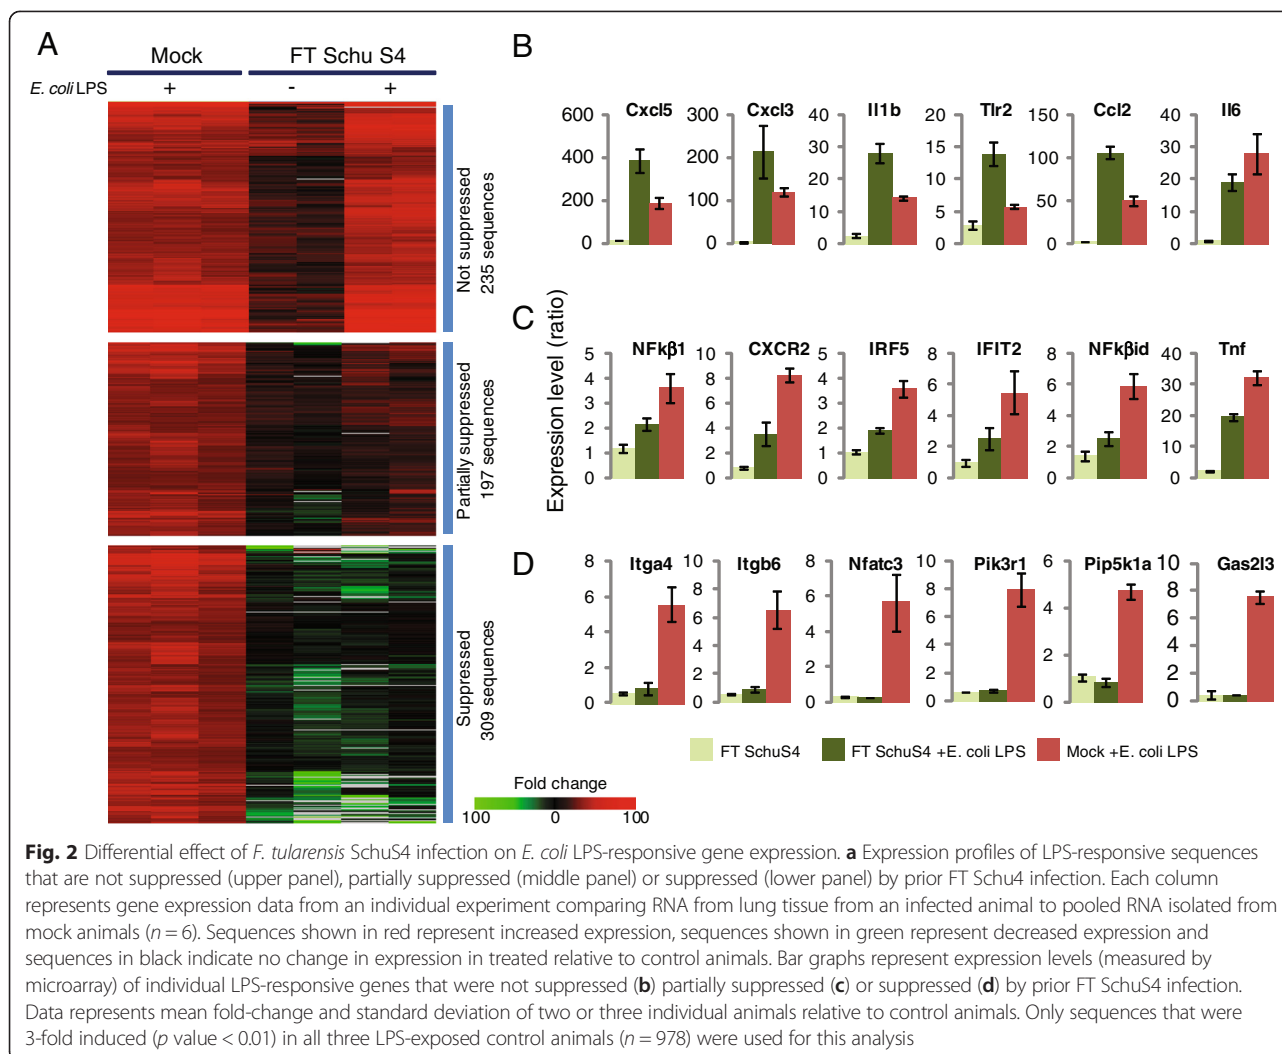 A
Mock
FT Schu S4
E. coli LPS
+
-
+
Not suppressed
235 sequences
Partially suppressed
197 sequences
Suppressed
309 sequences
Fold change
100
0
100
B
Cxcl5
600
400
200
0
Cxcl3
300
200
100
0
Il1b
40
30
20
10
0
Tlr2
20
15
10
5
0
Ccl2
150
100
50
0
Il6
40
30
20
10
0
Expression level (ratio)
C
NFkβ1
5
4
3
2
1
0
CXCR2
10
8
6
4
2
0
IRF5
5
4
3
2
1
0
IFIT2
8
6
4
2
0
NFkβid
8
6
4
2
0
Tnf
40
30
20
10
0
D
Itga4
8
6
4
2
0
Itgb6
10
8
6
4
2
0
Nfatc3
8
6
4
2
0
Pik3r1
10
8
6
4
2
0
Pip5k1a
6
4
2
0
Gas2l3
10
8
6
4
2
0
FT SchuS4
FT SchuS4 +E. coli LPS
Mock +E. coli LPS
Fig. 2 Differential effect of F. tularensis SchuS4 infection on E. coli LPS-responsive gene expression. a Expression profiles of LPS-responsive sequences
that are not suppressed (upper panel), partially suppressed (middle panel) or suppressed (lower panel) by prior FT Schu4 infection. Each column
represents gene expression data from an individual experiment comparing RNA from lung tissue from an infected animal to pooled RNA isolated from
mock animals (n = 6). Sequences shown in red represent increased expression, sequences shown in green represent decreased expression and
sequences in black indicate no change in expression in treated relative to control animals. Bar graphs represent expression levels (measured by
microarray) of individual LPS-responsive genes that were not suppressed (b) partially suppressed (c) or suppressed (d) by prior FT SchuS4 infection.
Data represents mean fold-change and standard deviation of two or three individual animals relative to control animals. Only sequences that were
3-fold induced (p value < 0.01) in all three LPS-exposed control animals (n = 978) were used for this analysis